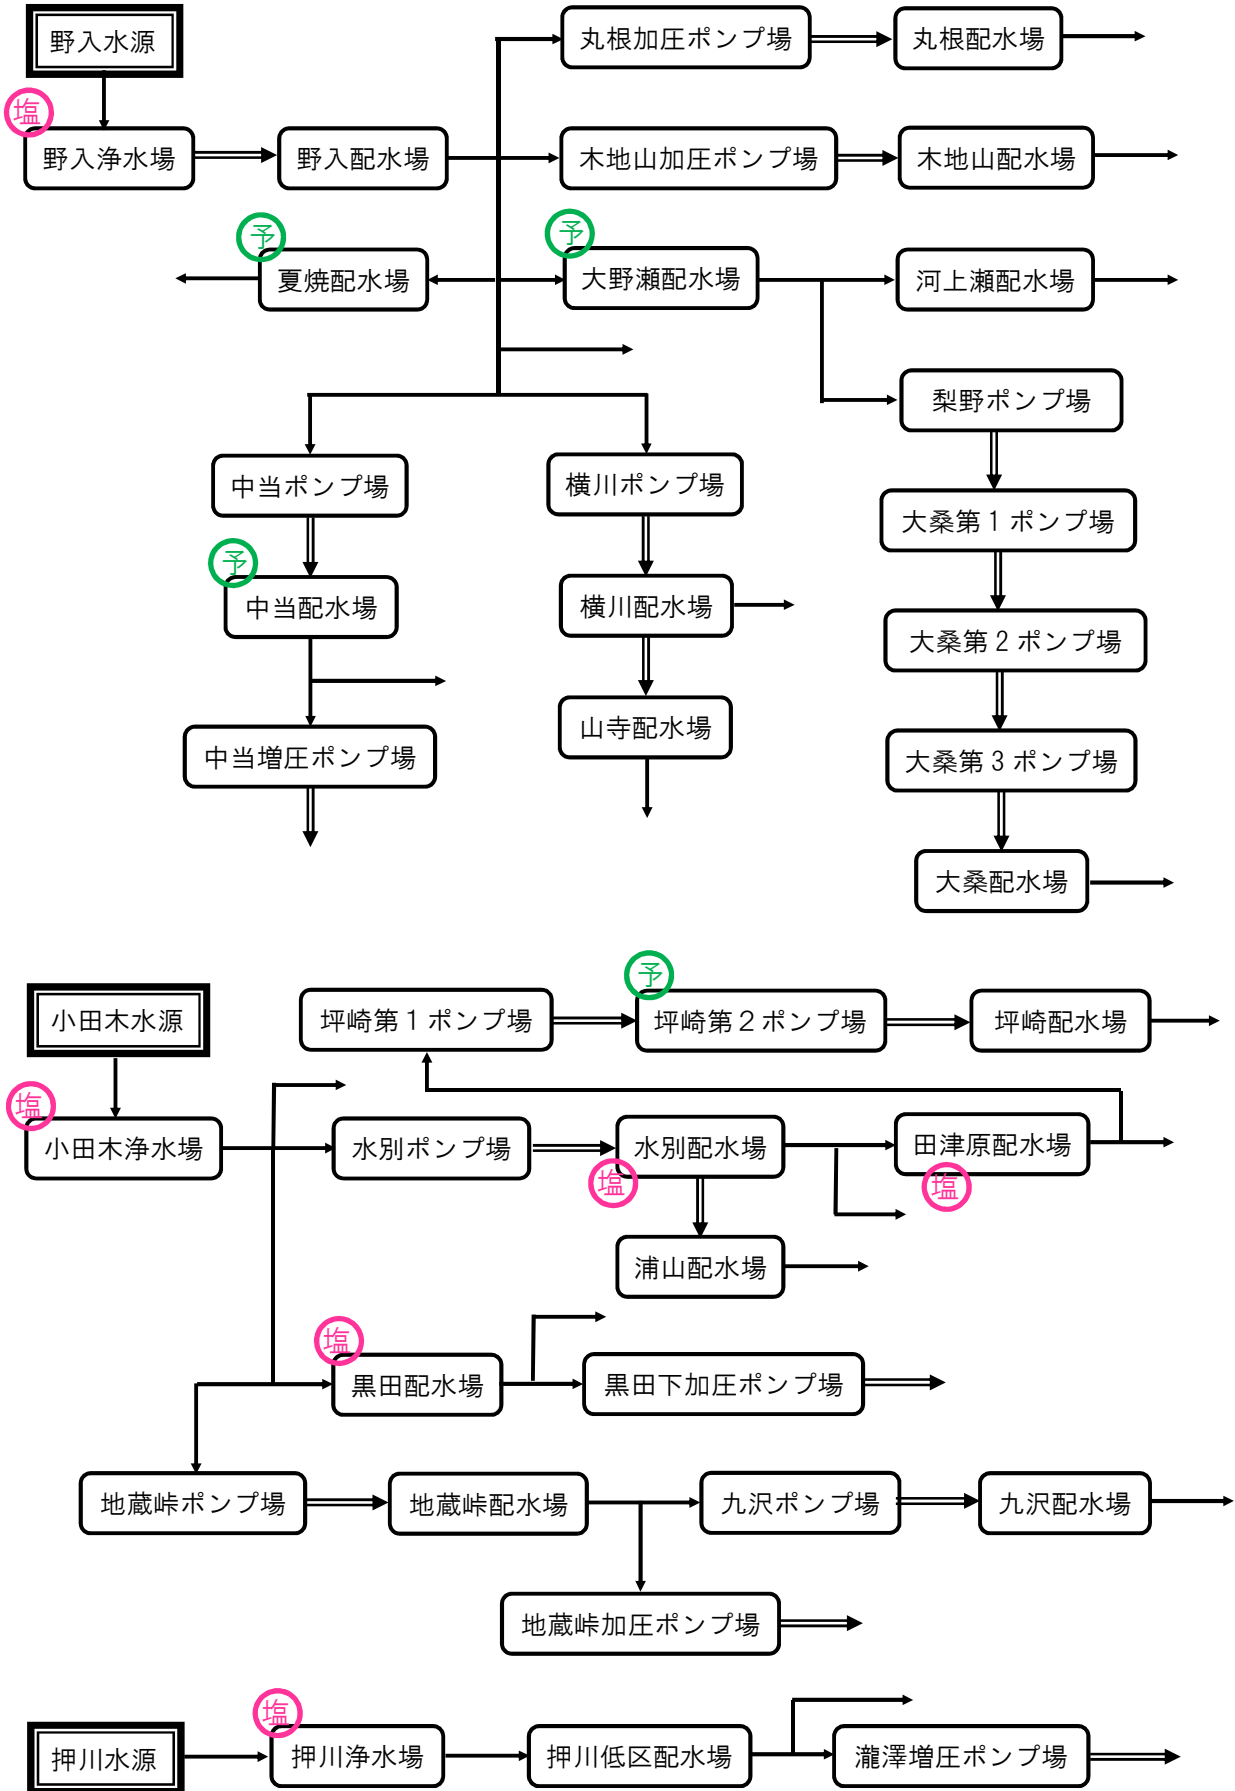 野入水源
丸根加圧ポンプ場
丸根配水場
塩
野入浄水場
野入配水場
木地山加圧ポンプ場
木地山配水場
予
予
夏焼配水場
大野瀬配水場
河上瀬配水場
梨野ポンプ場
中当ポンプ場
横川ポンプ場
大桑第１ポンプ場
予
中当配水場
横川配水場
大桑第２ポンプ場
山寺配水場
中当増圧ポンプ場
大桑第３ポンプ場
大桑配水場
予
小田木水源
坪崎第１ポンプ場
坪崎第２ポンプ場
坪崎配水場
塩
小田木浄水場
水別ポンプ場
水別配水場
田津原配水場
塩
塩
浦山配水場
塩
黒田配水場
黒田下加圧ポンプ場
地蔵峠ポンプ場
地蔵峠配水場
九沢ポンプ場
九沢配水場
地蔵峠加圧ポンプ場
塩
押川水源
押川浄水場
押川低区配水場
瀧澤増圧ポンプ場